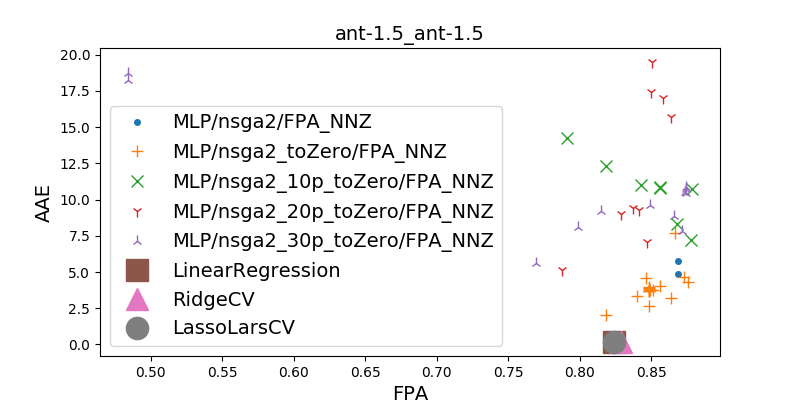 ant-1.5_ant-1.5
AAE
20.0
17.5
15.0
12.5
10.0
7.5
5.0
2.5
0.0
MLP/nsga2/FPA_NNZ
MLP/nsga2_toZero/FPA_NNZ
MLP/nsga2_10p_toZero/FPA_NNZ
MLP/nsga2_20p_toZero/FPA_NNZ
MLP/nsga2_30p_toZero/FPA_NNZ
LinearRegression
RidgeCV
LassoLarsCV
0.50 0.55 0.60 0.65 0.70 0.75 0.80 0.85
FPA